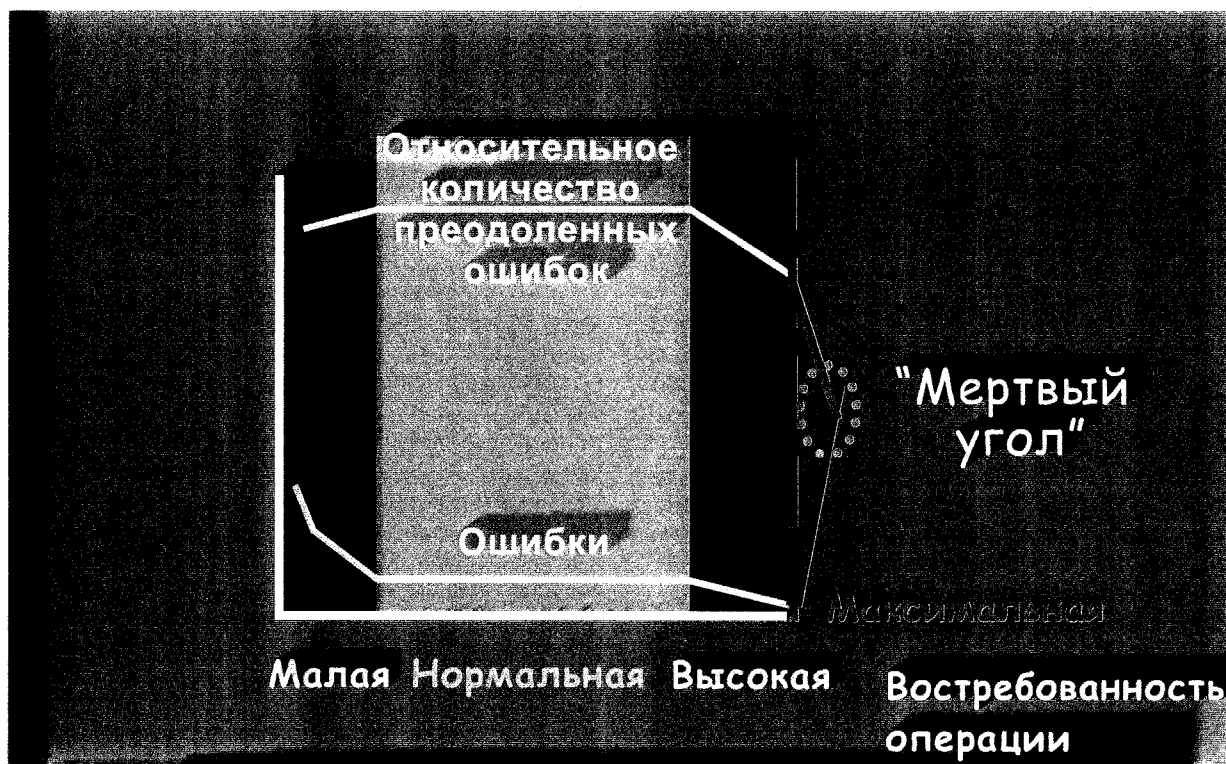 Относительное
количество
преодоленных
ошибок
"Мертвый
угол"
Ошибки
Максимальная
Малая Нормальная Высокая
Востребованность
операции